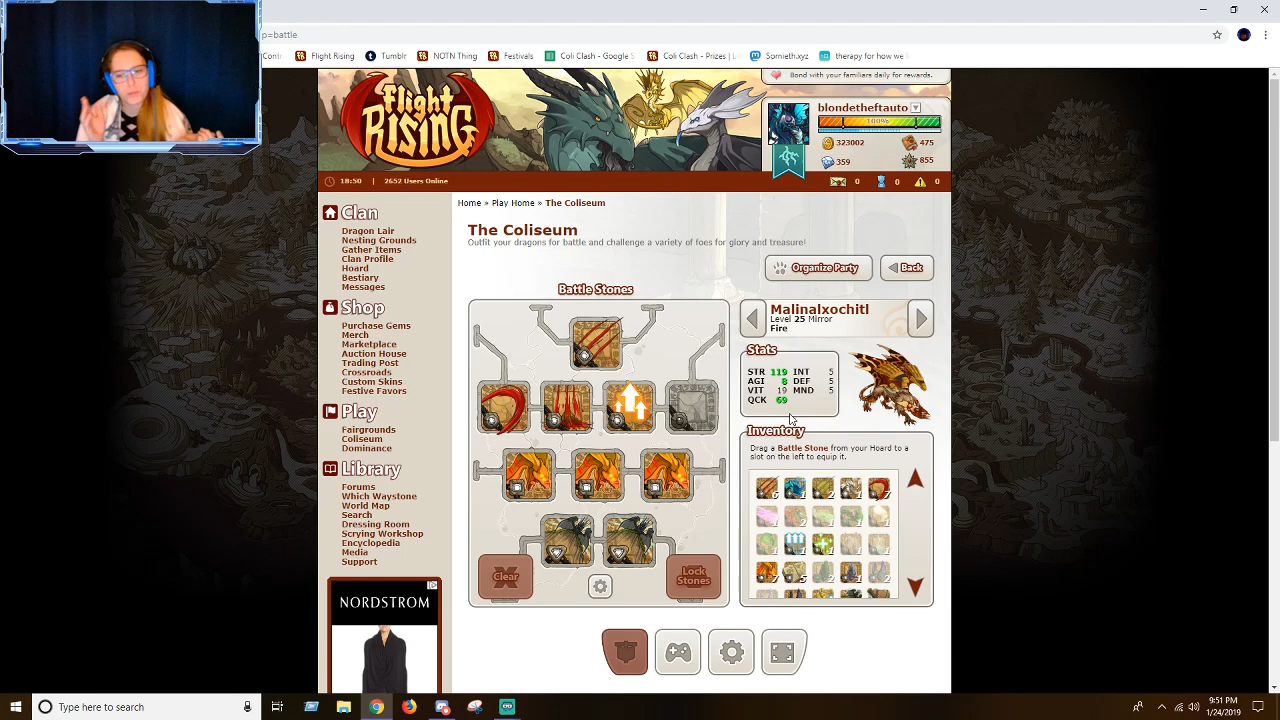 p=battle
Flight Rising
Tumblr
NOTN Thing
Festivals
Coli Clash - Google S
Coli Clash - Prizes | L
Sornieth.xyz
therapy for how we
Flight
RISING
Bond with your familiars daily for rewards.
blondetheftauto
100%
323002
475
359
855
18:50 | 2652 Users Online
0
0
0
Clan
Dragon Lair
Nesting Grounds
Gather Items
Clan Profile
Hoard
Bestiary
Messages
Shop
Purchase Gems
Merch
Marketplace
Auction House
Trading Post
Crossroads
Custom Skins
Festive Favors
Play
Fairgrounds
Coliseum
Dominance
Library
Forums
Which Waystone
World Map
Search
Dressing Room
Scrying Workshop
Encyclopedia
Media
Support
NORDSTROM
Home » Play Home » The Coliseum
The Coliseum
Outfit your dragons for battle and challenge a variety of foes for glory and treasure!
Organize Party
Back
Battle Stones
Clear
Lock
Stones
Malinalxochitl
Level 25 Mirror
Fire
Stats
STR 119 INT 5
AGI 8 DEF 5
VIT 19 MND 5
QCK 69
Inventory
Drag a Battle Stone from your Hoard to a
slot on the left to equip it.
Type here to search
9:51 PM
1/24/2019